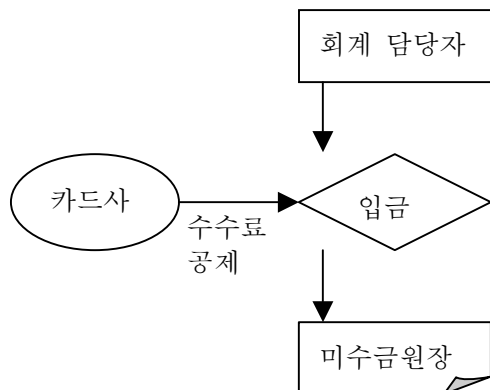 회계 담당자
카드사
입금
수수료
공제
미수금원장